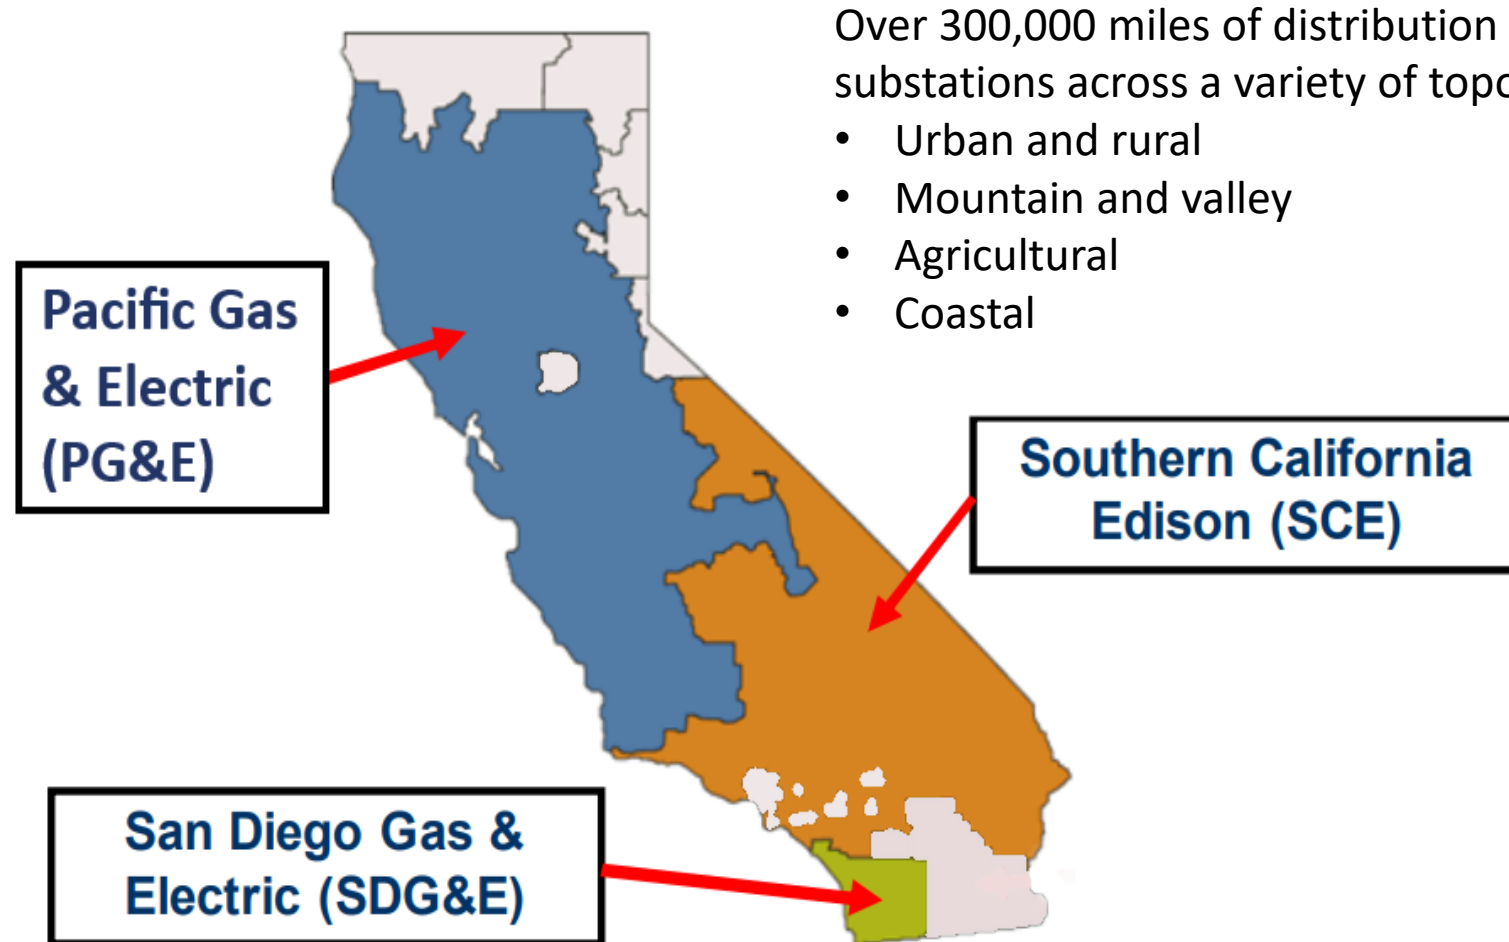 Over 300,000 miles of distribution
substations across a variety of
• Urban and rural
• Mountain and valley
• Agricultural
• Coastal
Pacific Gas
& Electric
(PG&E)
Southern California
Edison (SCE)
San Diego Gas &
Electric (SDG&E)